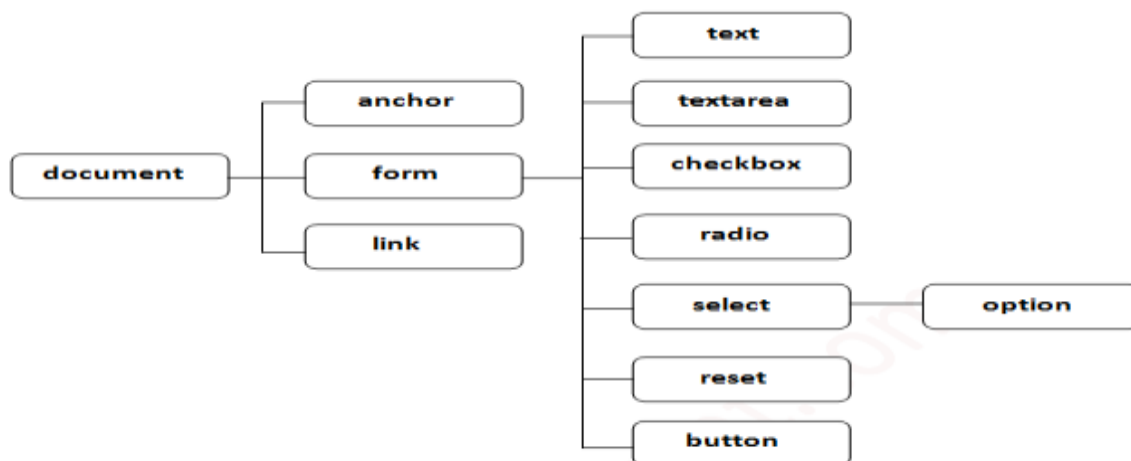 document
anchor
form
link
text
textarea
checkbox
radio
select
option
reset
button